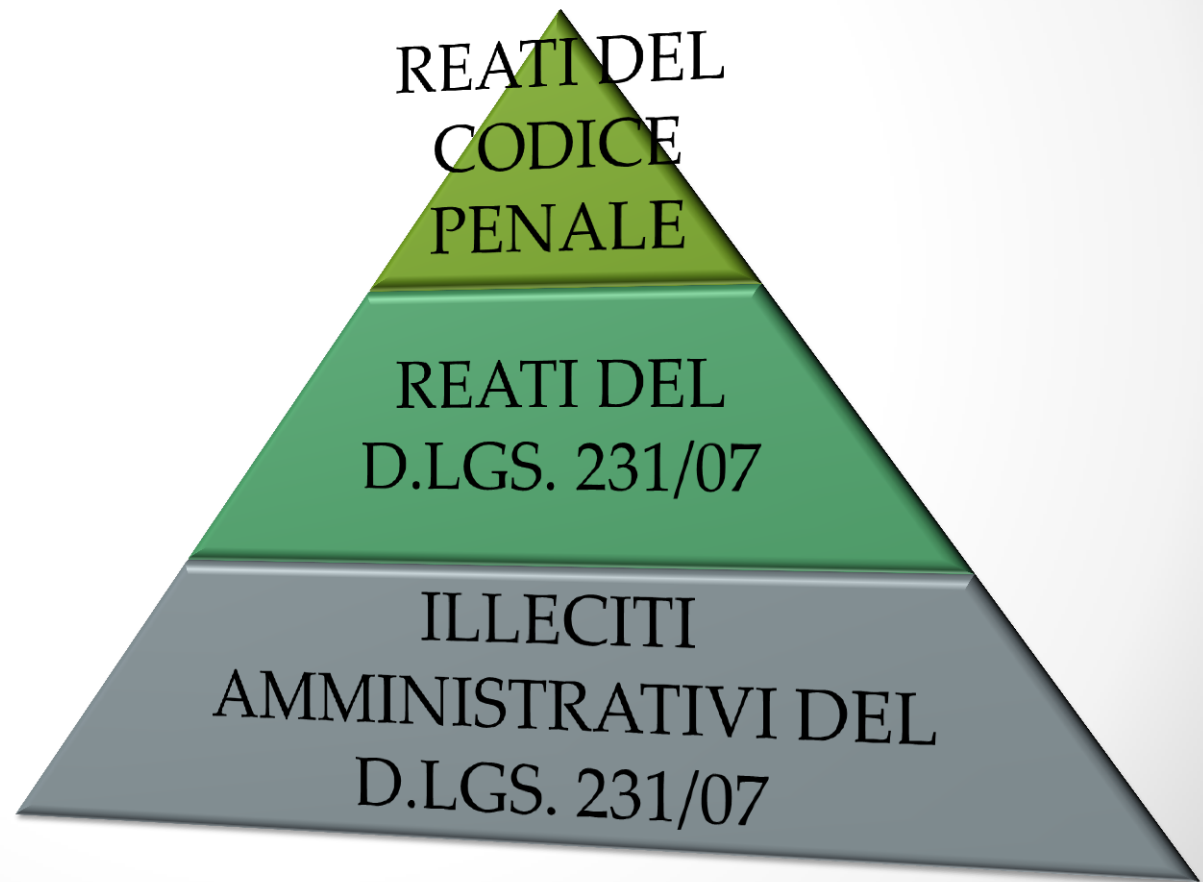 REATI DEL
CODICE
PENALE
REATI DEL
D.LGS. 231/07
ILLECITI
AMMINISTRATIVI DEL
D.LGS. 231/07